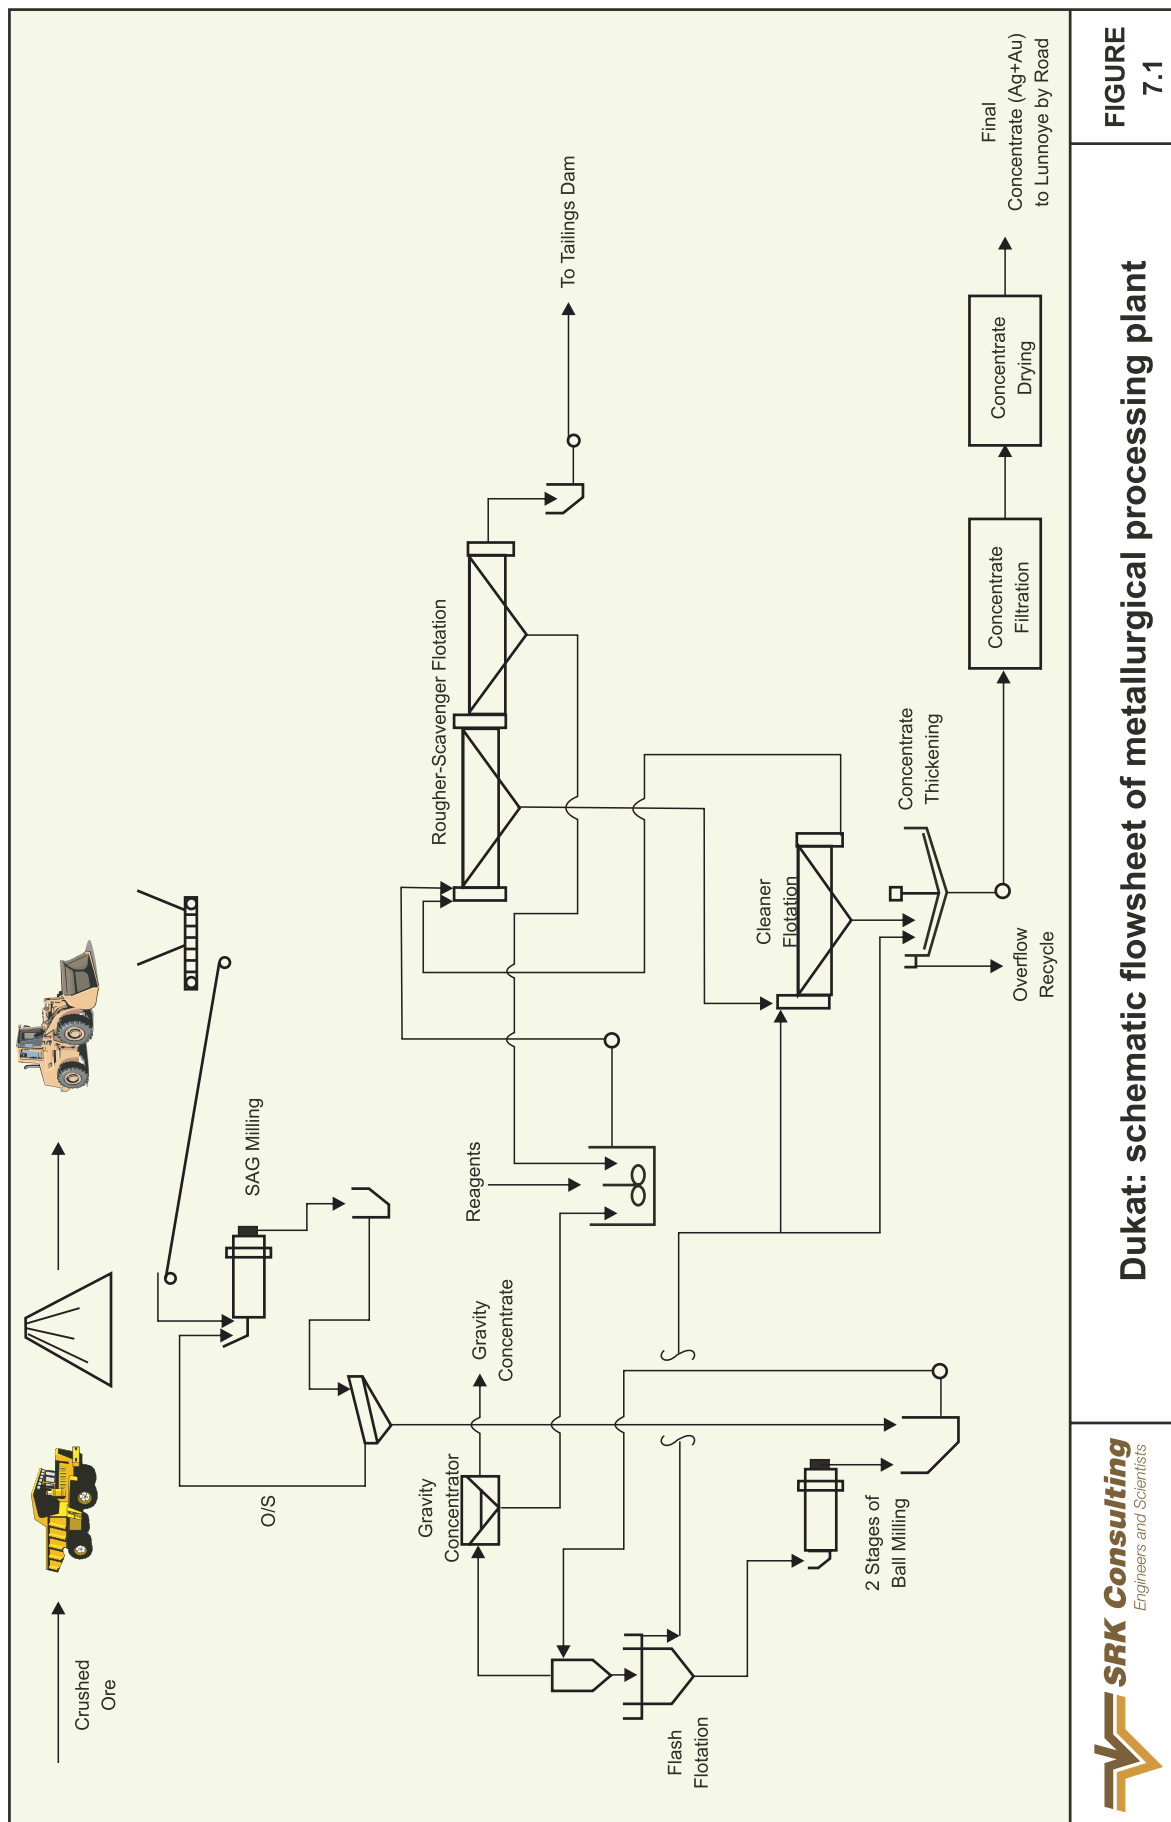 Crushed
Ore
O/S
SAG Milling
Gravity
Concentrator
Gravity
Concentrate
Reagents
Rougher-Scavenger Flotation
To Tailings Dam
Flash
Flotation
2 Stages of
Ball Milling
Cleaner
Flotation
Concentrate
Thickening
Overflow
Recycle
Concentrate
Filtration
Concentrate
Drying
Final
Concentrate (Ag+Au)
to Lunnoye by Road
SRK Consulting
Engineers and Scientists
Dukat: schematic flowsheet of metallurgical processing plant
FIGURE
7.1